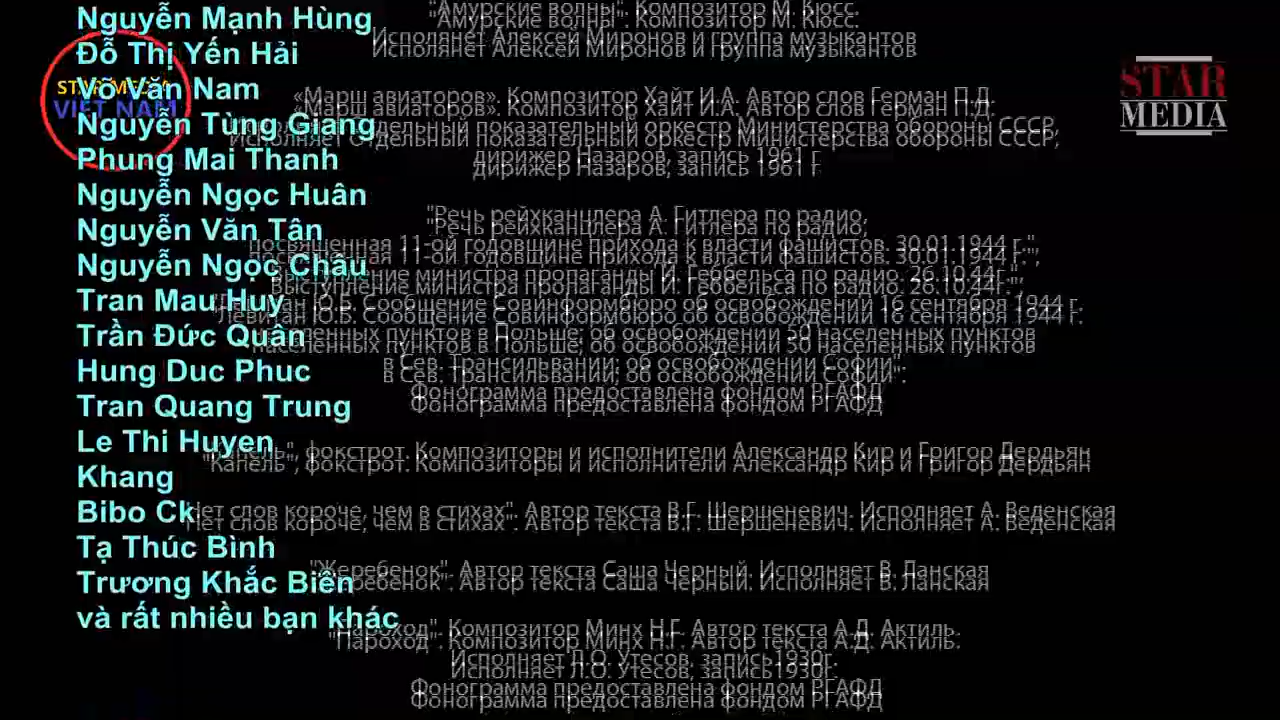 Nguyễn Mạnh Hùng
Đỗ Thị Yến Hải
Võ Văn Nam
Nguyễn Tùng Giang
Phung Mai Thanh
Nguyễn Ngọc Huân
Nguyễn Văn Tân
Nguyễn Ngọc Châu
Tran Mau Huy
Trần Đức Quân
Hung Duc Phuc
Tran Quang Trung
Le Thi Huyen
Khang
Bibo Ck
Tạ Thúc Bình
Trương Khắc Biên
và rất nhiều bạn khác
STAR MEDIA
VIET NAM
STAR
MEDIA
"Амурские волны". Композитор М. Кюсс.
Исполянет Алексей Миронов и группа музыкантов
«Марш авиаторов». Композитор Хайт И.А. Автор слов Герман П.Д.
Исполняет Отдельный показательный оркестр Министерства обороны СССР,
дирижер Назаров, запись 1961 г
"Речь рейхканцлера А. Гитлера по радио,
посвященная 11-ой годовщине прихода к власти фашистов. 30.01.1944 г.",
"Выступление министра пропаганды Й. Геббельса по радио. 26.10.44г.",
"Левитан Ю.Б. Сообщение Совинформбюро об освобождении 16 сентября 1944 г.
населенных пунктов в Польше; об освобождении 50 населенных пунктов
в Сев. Трансильвании; об освобождении Софии".
Фонограмма предоставлена фондом РГАФД
"Капель", фокстрот. Композиторы и исполнители Александр Кир и Григор Дердьян
"Нет слов короче, чем в стихах". Автор текста В.Г. Шершеневич. Исполняет А. Веденская
"Жеребенок". Автор текста Саша Черный. Исполняет В. Ланская
"Пароход". Композитор Минх Н.Г. Автор текста А.Д. Актиль.
Исполняет Л.О. Утесов, запись1930г.
Фонограмма предоставлена фондом РГАФД